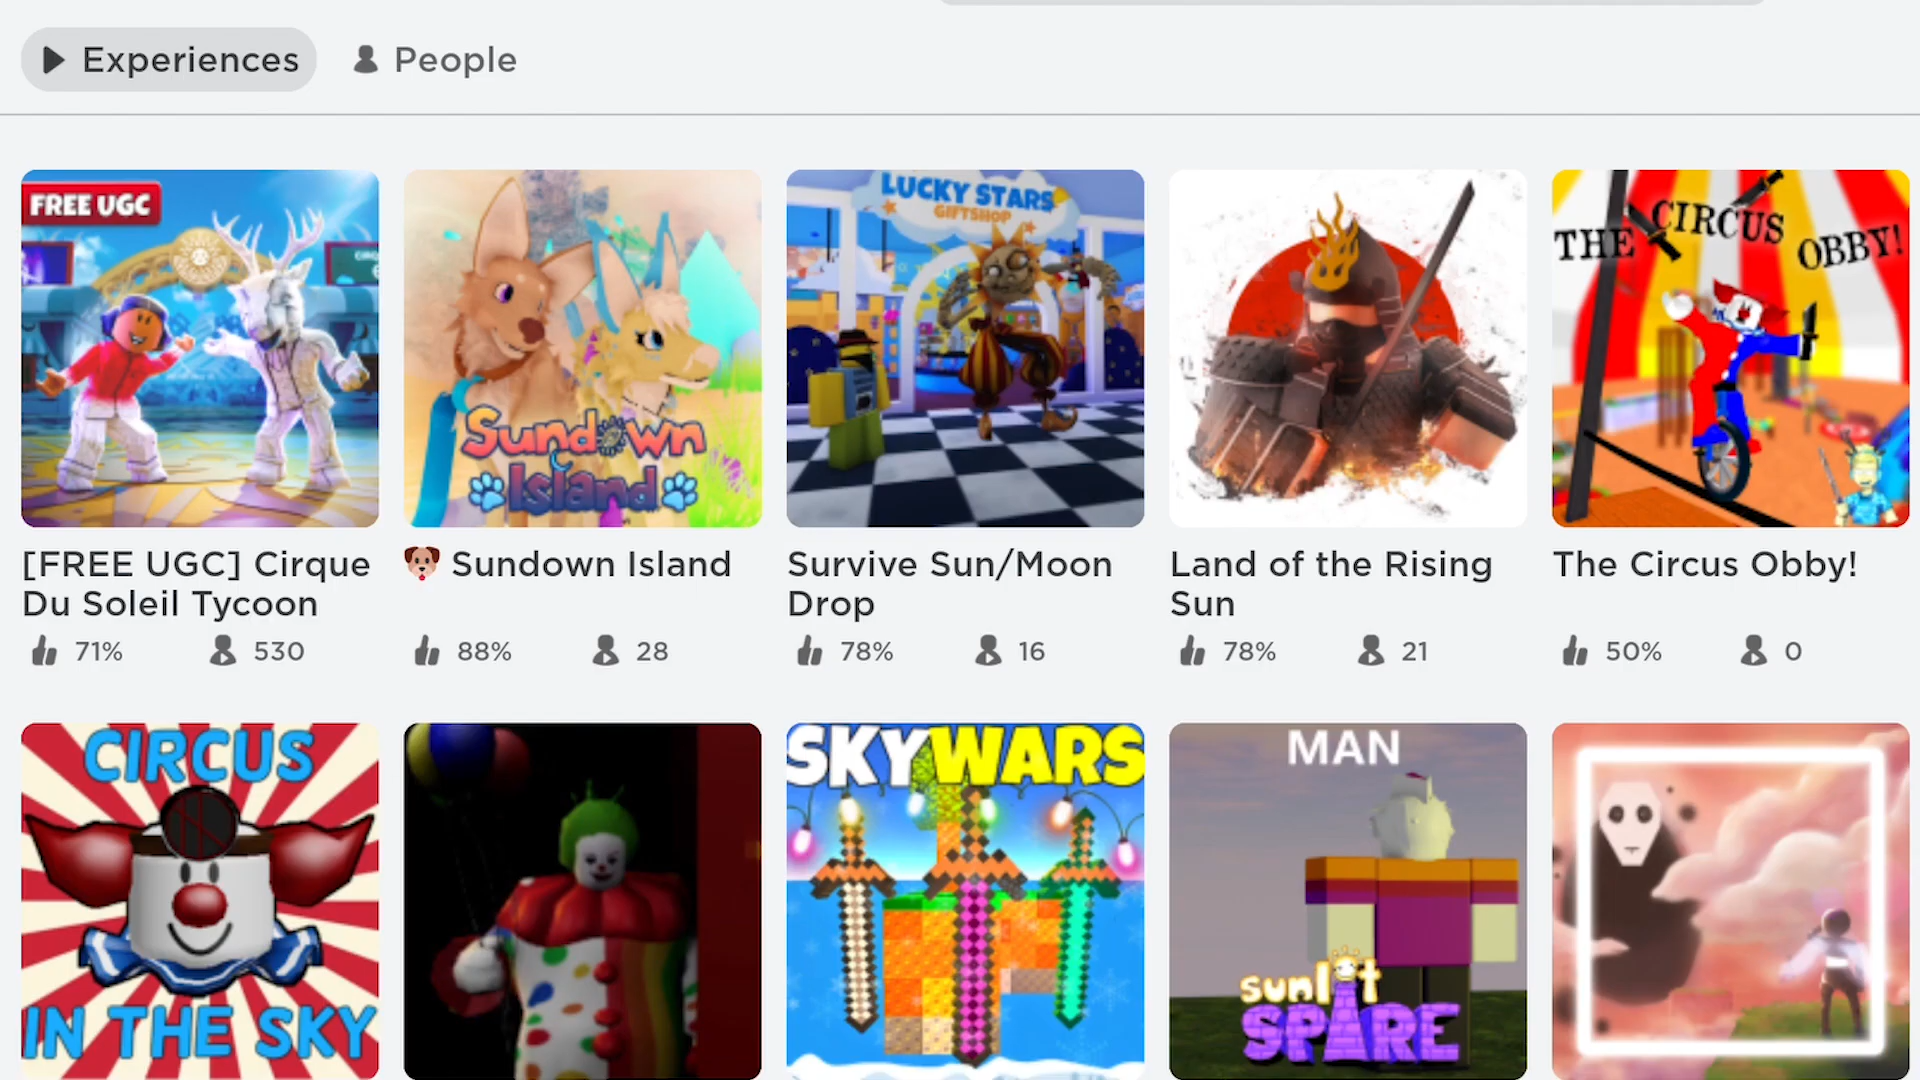 Experiences
People
FREE UGC
Sundown
Island
LUCKY STARS
GIFTSHOP
THE CIRCUS OBBY!
[FREE UGC] Cirque
Du Soleil Tycoon
Sundown Island
Survive Sun/Moon
Drop
Land of the Rising
Sun
The Circus Obby!
71%
530
88%
28
78%
16
78%
21
50%
0
CIRCUS
IN THE SKY
SKYWARS
MAN
sunlit
SPARE